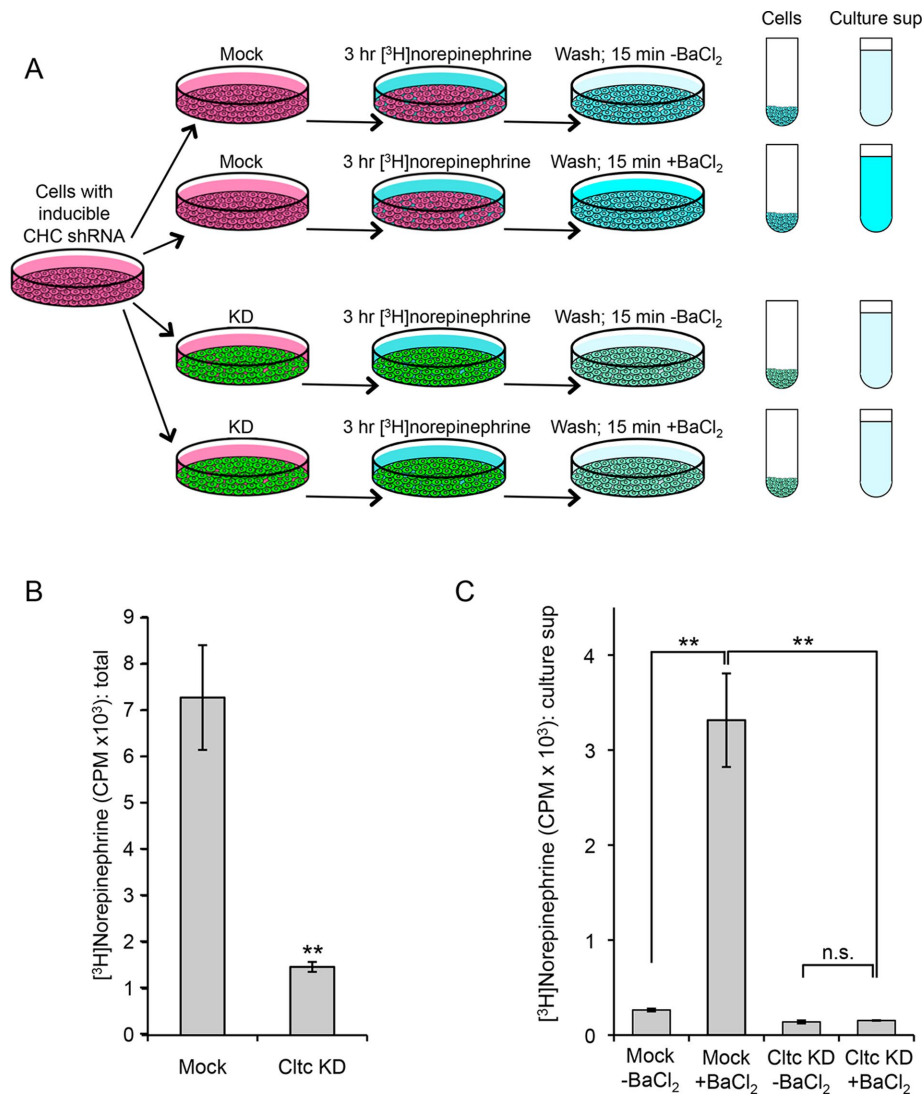 A
Cells
Culture sup
Mock
3 hr [³H]norepinephrine
Wash; 15 min -BaCl₂
Mock
3 hr [³H]norepinephrine
Wash; 15 min +BaCl₂
Cells with
inducible
CHC shRNA
KD
3 hr [³H]norepinephrine
Wash; 15 min -BaCl₂
KD
3 hr [³H]norepinephrine
Wash; 15 min +BaCl₂
B
[³H]Norepinephrine (CPM x10³): total
9
8
7
6
5
4
3
2
1
0
**
Mock
Cltc KD
C
[³H]Norepinephrine (CPM x 10³): culture sup
4
3
2
1
0
**
**
n.s.
Mock
-BaCl₂
Mock
+BaCl₂
Cltc KD
-BaCl₂
Cltc KD
+BaCl₂